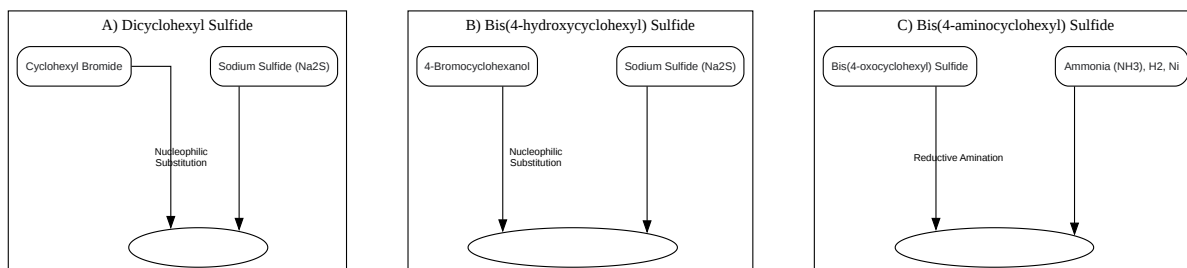 A) Dicyclohexyl Sulfide
Cyclohexyl Bromide
Sodium Sulfide (Na2S)
Nucleophilic
Substitution
B) Bis(4-hydroxycyclohexyl) Sulfide
4-Bromocyclohexanol
Sodium Sulfide (Na2S)
Nucleophilic
Substitution
C) Bis(4-aminocyclohexyl) Sulfide
Bis(4-oxocyclohexyl) Sulfide
Ammonia (NH3), H2, Ni
Reductive Amination